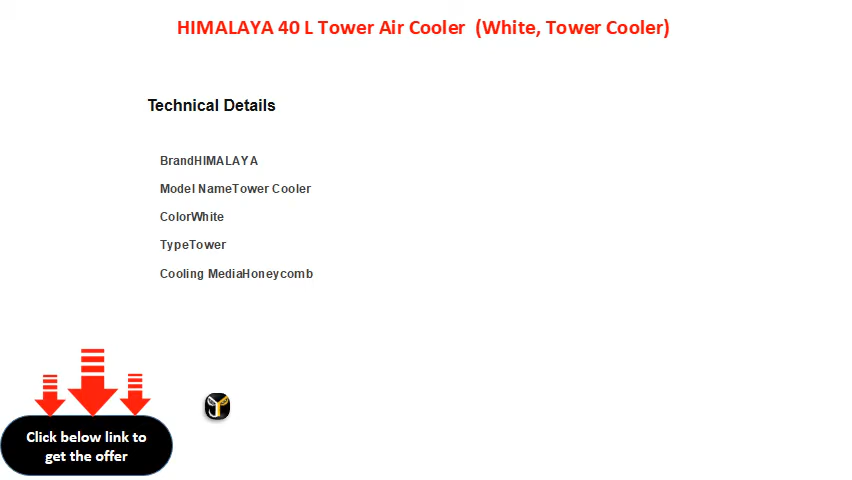 HIMALAYA 40 L Tower Air Cooler  (White, Tower Cooler)
Technical Details
BrandHIMALAYA
Model NameTower Cooler
ColorWhite
TypeTower
Cooling MediaHoneycomb
Click below link to
get the offer